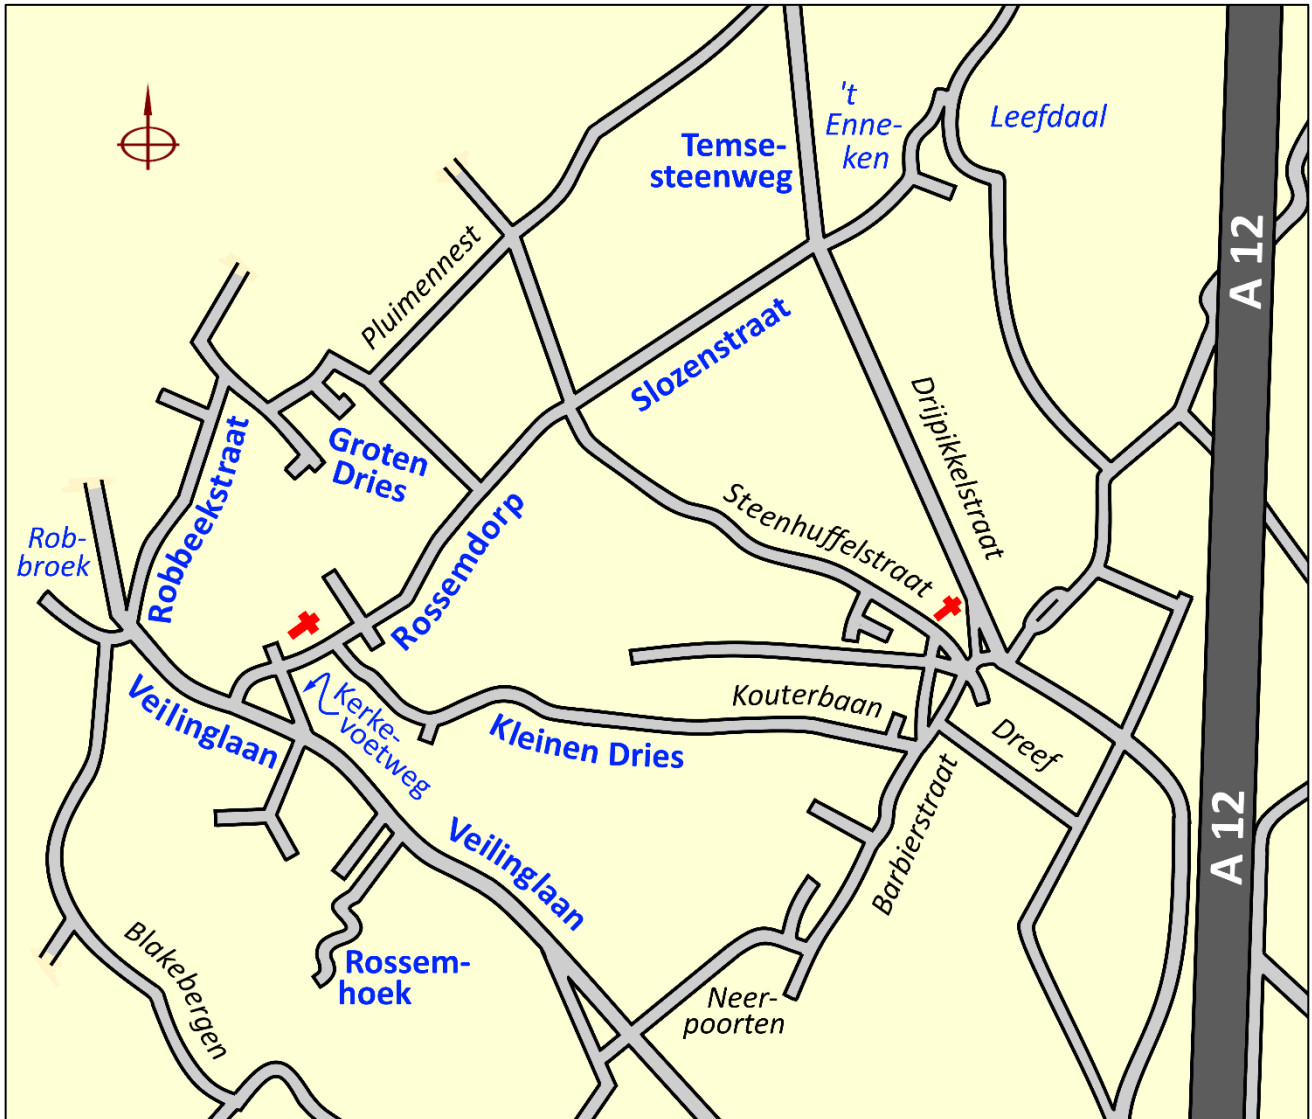 't
Enne-
ken
Leefdaal
Temse-
steenweg
A 12
Pluimennest
Slozenstraat
Drijpikkelstraat
Groten
Dries
Robbeekstraat
Rob-
broek
Rossemdorp
Steenhuffelstraat
Kerke-
voetweg
Veilinglaan
Kleinen Dries
Kouterbaan
Dreef
Barbierstraat
A 12
Veilinglaan
Blakebergen
Rossem-
hoek
Neer-
poorten